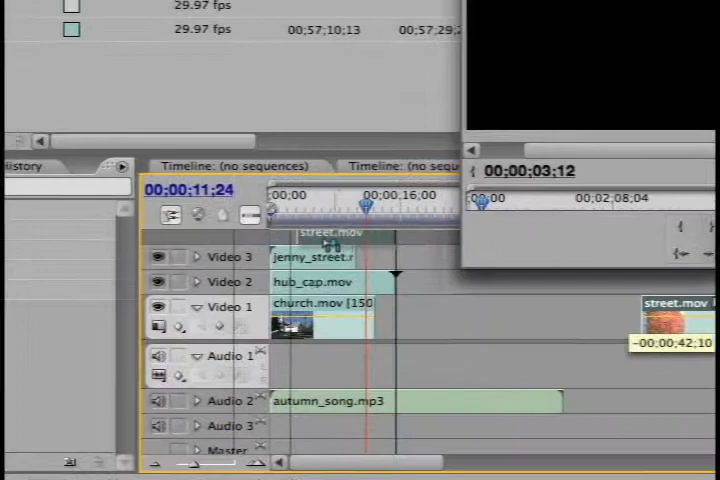 29.97 fps
29.97 fps 00;57;10;13 00;57;29;2
History
Timeline: (no sequences) Timeline: (no sequ
00;00;03;12
00;00;11;24
;00;00 00;00;16;00
00;00 00;02;08;04
street.mov
Video 3 jenny_street.r
Video 2 hub_cap.mov
Video 1 church.mov [150 street.mov
-00;00;42;10
Audio 1
Audio 2 autumn_song.mp3
Audio 3
Master